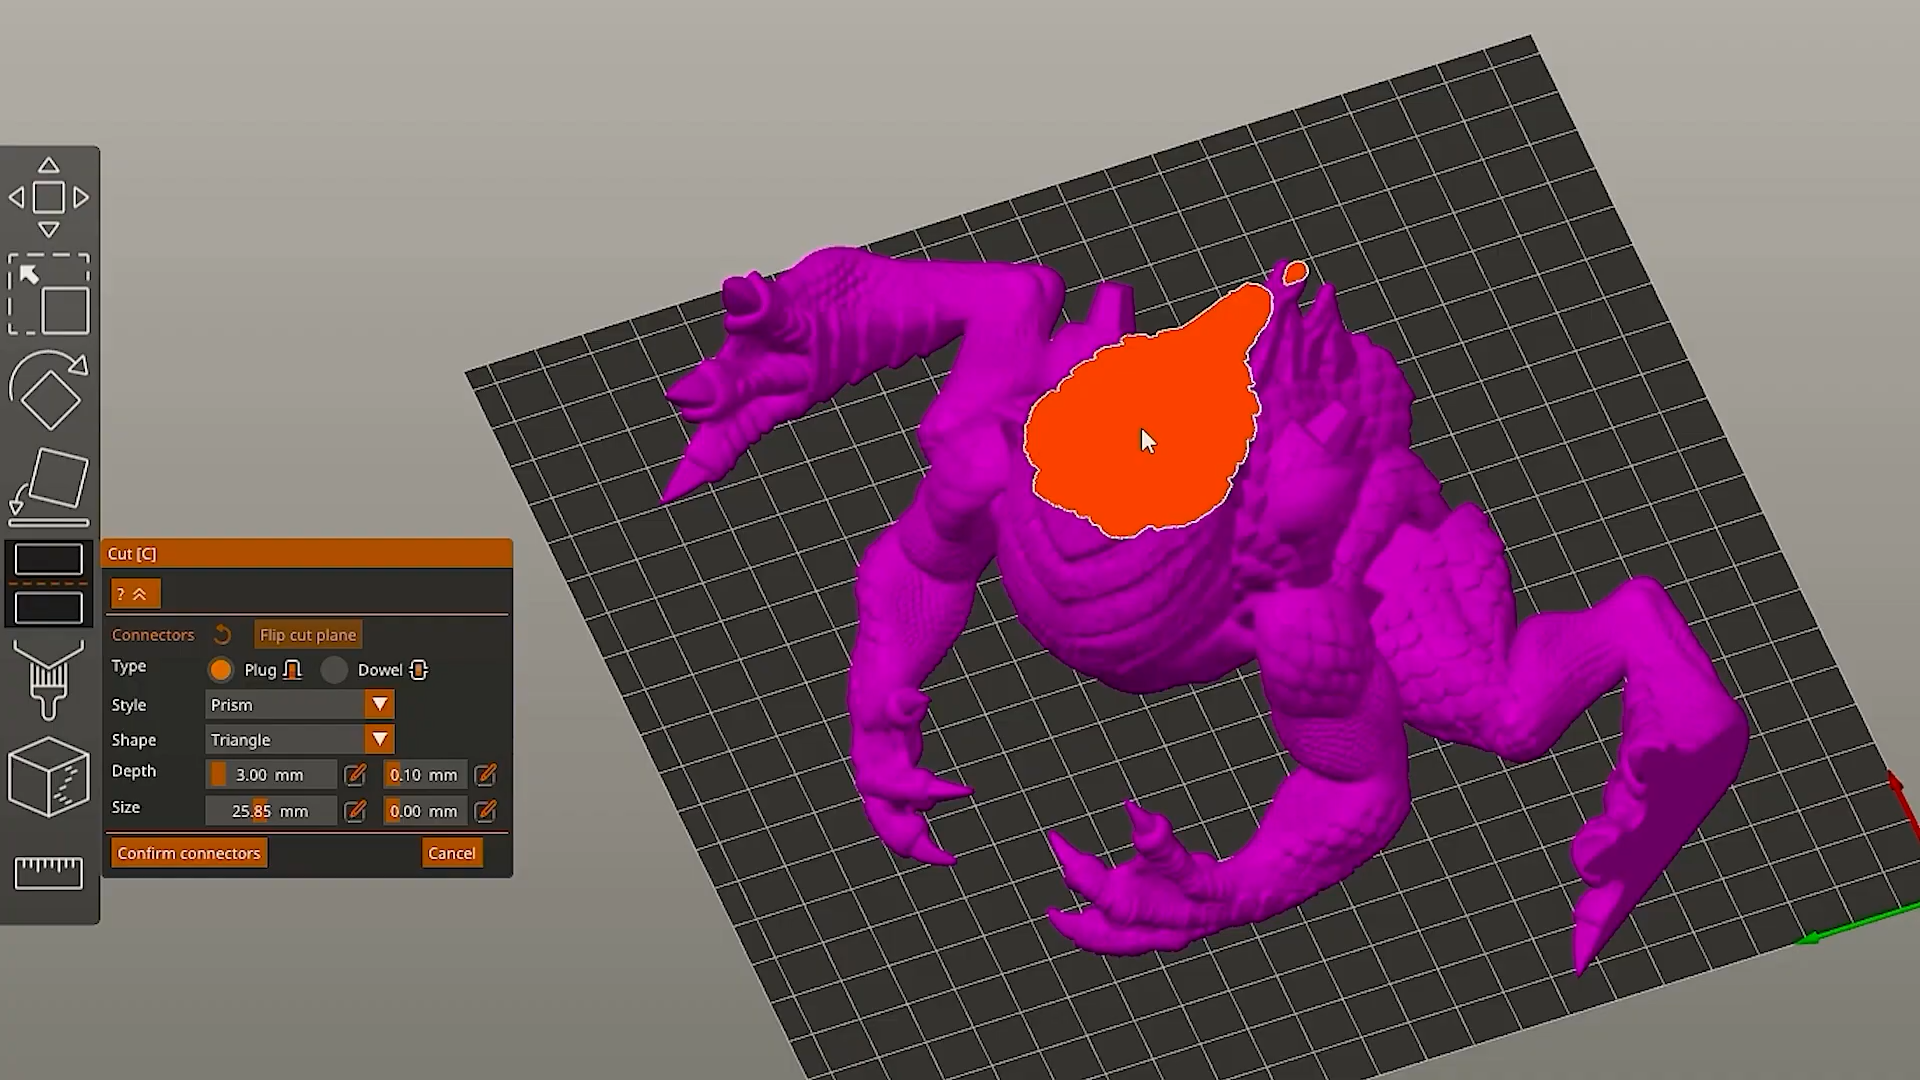 Cut [C]
?
Connectors Flip cut plane
Type Plug Dowel
Style Prism
Shape Triangle
Depth 3.00 mm 0.10 mm
Size 25.85 mm 0.00 mm
Confirm connectors Cancel